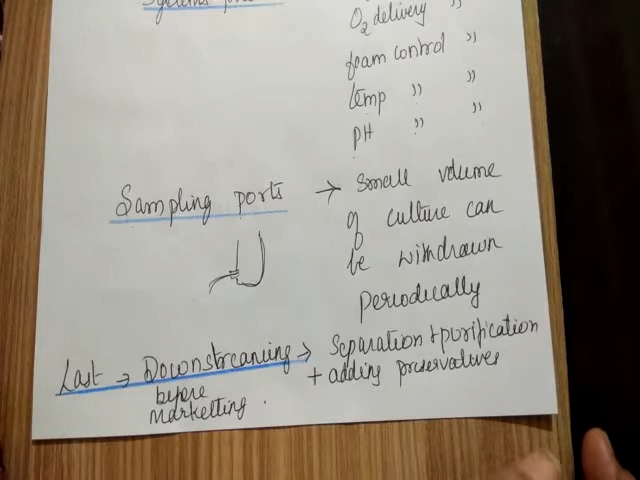 O2 delivery "
foam control "
temp " "
PH " "
Sampling ports → Small volume
of culture can
be withdrawn
periodically
Last → Downstreaming → Separation + purification
+ adding preservatives
before
marketting.